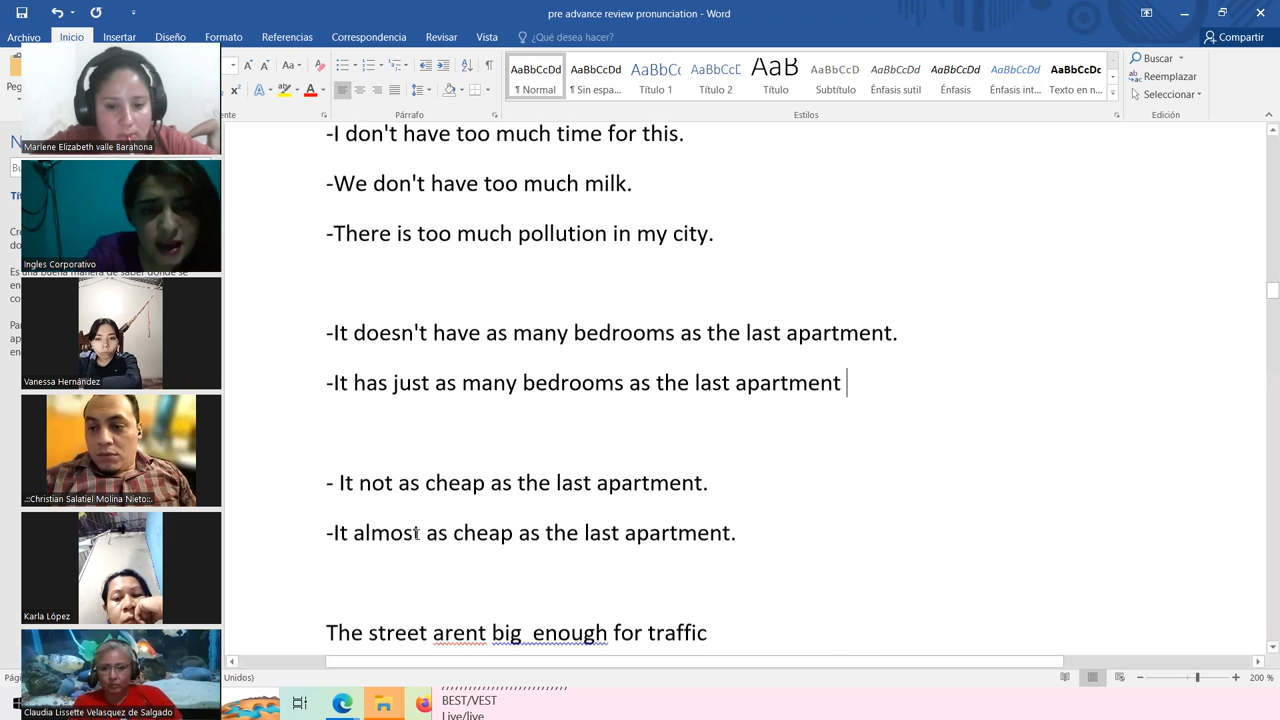 pre advance review pronunciation - Word
Archivo Inicio Insertar Diseño Formato Referencias Correspondencia Revisar Vista ¿Qué desea hacer? Compartir
Aa
AaBbCcDd AaBbCcDd AaBbC AaBbCcD AaB AaBbCcD AaBbCcDd AaBbCcDd AaBbCcDd AaBbCcDc
¶ Normal ¶ Sin espa... Título 1 Título 2 Título Subtítulo Énfasis sutil Énfasis Énfasis int... Texto en n...
Buscar
Reemplazar
Seleccionar
Párrafo Estilos Edición
Marlene Elizabeth valle Barahona
Ingles Corporativo
Vanessa Hernández
.::Christian Salatiel Molina Nieto::.
Karla López
Claudia Lissette Velasquez de Salgado
-I don't have too much time for this.
-We don't have too much milk.
-There is too much pollution in my city.
-It doesn't have as many bedrooms as the last apartment.
-It has just as many bedrooms as the last apartment
- It not as cheap as the last apartment.
-It almost as cheap as the last apartment.
The street arent big enough for traffic
Unidos)
200 %
BEST/VEST
Live/live